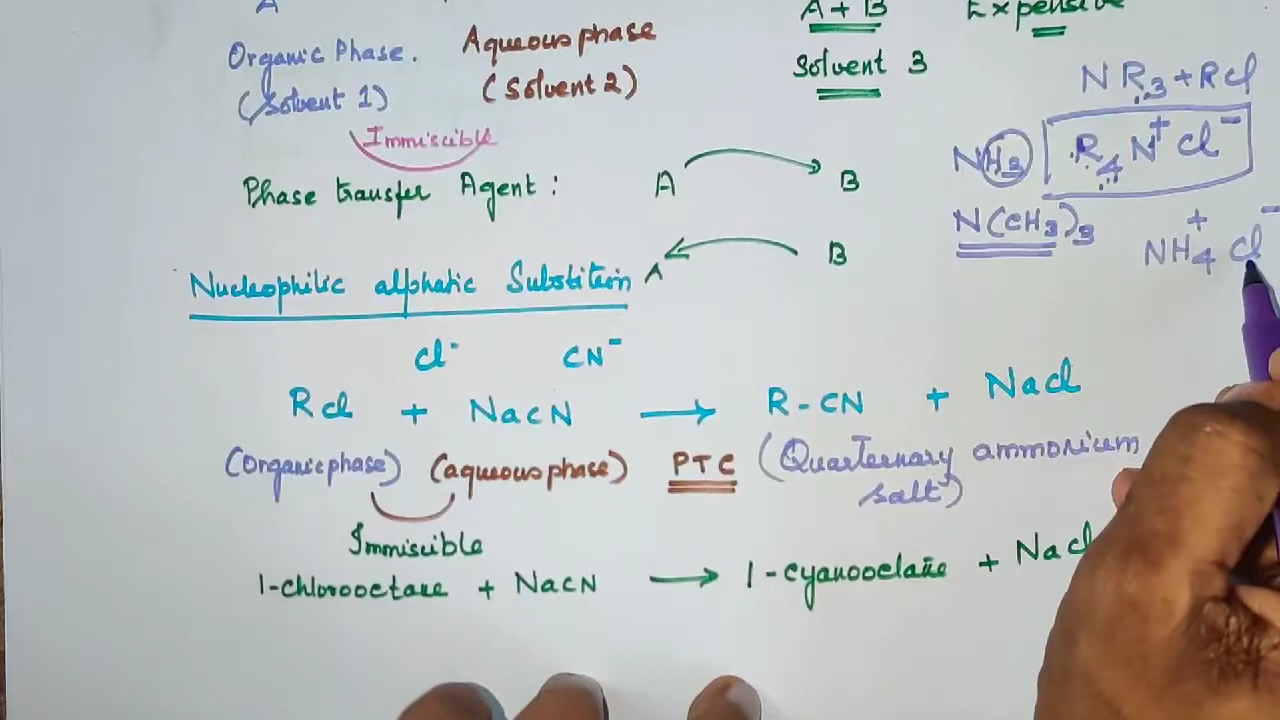 A
A + B Expensive
Organic Phase. Aqueous phase
(Solvent 1) (Solvent 2)
Solvent 3
NR3 + RCl
Immiscible
NH3 R4N+ Cl-
Phase transfer Agent : A B
N(CH3)3
NH4+ Cl-
A B
Nucleophilic aliphatic Substitution
Cl- CN-
RCl + NaCN → R-CN + NaCl
(Organic phase) (aqueous phase) PTC (Quarternary ammonium salt)
Immiscible
1-chlorooctane + NaCN → 1-cyanooctane + NaCl